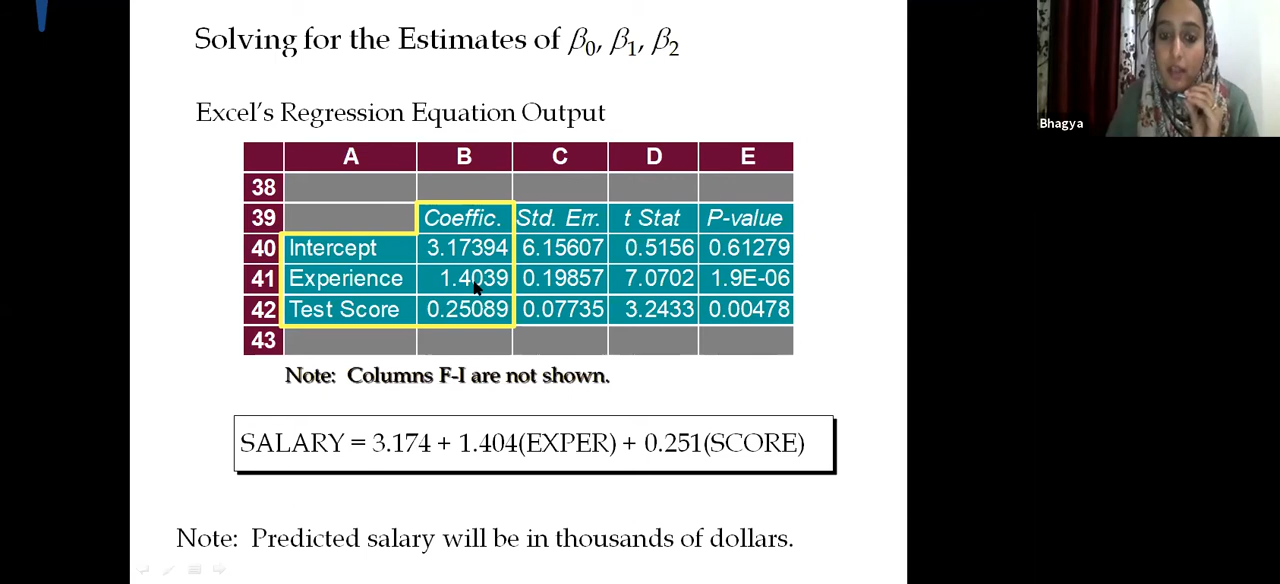 Solving for the Estimates of β0, β1, β2
Bhagya
Excel's Regression Equation Output
A B C D E
38
39 Coeffic. Std. Err. t Stat P-value
40 Intercept 3.17394 6.15607 0.5156 0.61279
41 Experience 1.4039 0.19857 7.0702 1.9E-06
42 Test Score 0.25089 0.07735 3.2433 0.00478
43
Note: Columns F-I are not shown.
SALARY = 3.174 + 1.404(EXPER) + 0.251(SCORE)
Note: Predicted salary will be in thousands of dollars.